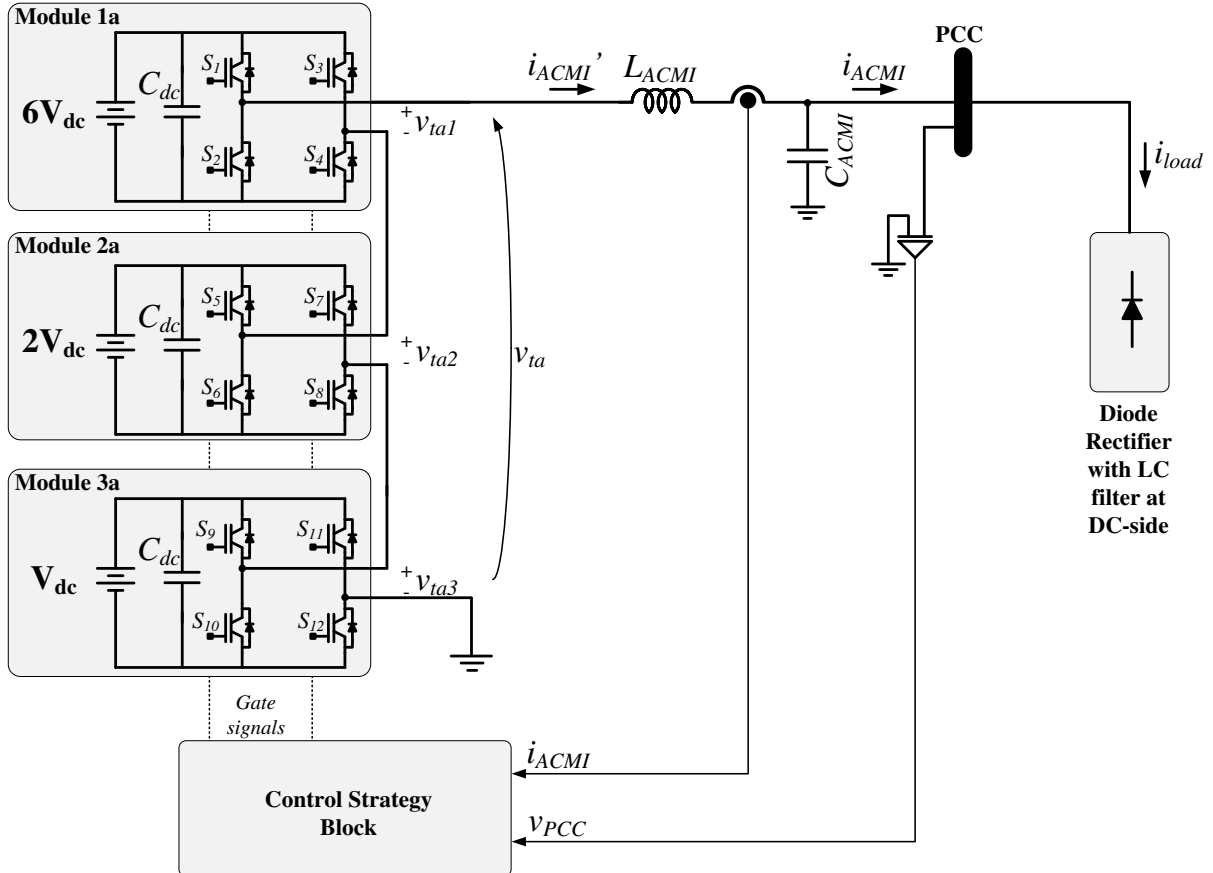 Module 1a
6Vdc
Cdc
S1
S3
S2
S4
+
-
vta1
iACMI'
LACMI
iACMI
PCC
CACMI
iload
Module 2a
2Vdc
Cdc
S5
S7
S6
S8
+
-
vta2
vta
Module 3a
Vdc
Cdc
S9
S11
S10
S12
+
-
vta3
Diode
Rectifier
with LC
filter at
DC-side
Gate
signals
Control Strategy
Block
iACMI
vPCC